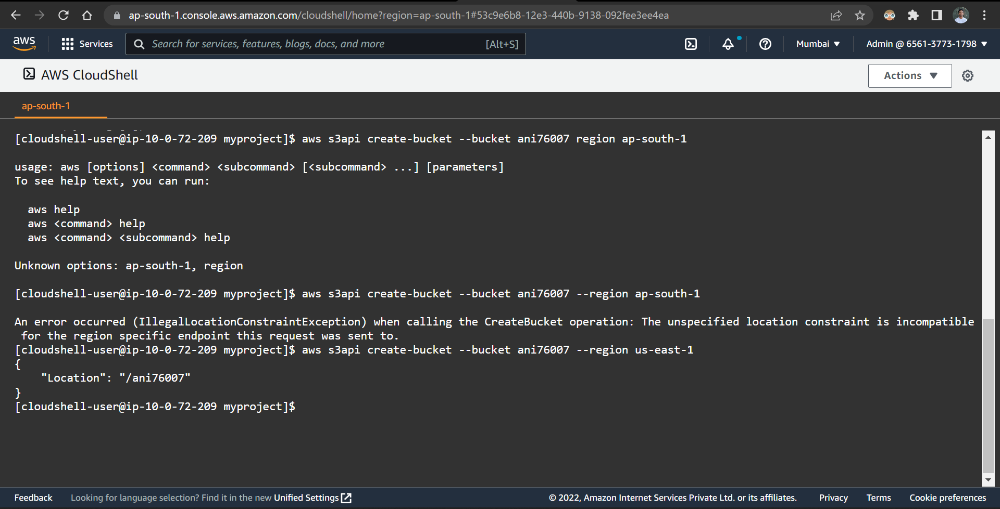 ap-south-1.console.aws.amazon.com/cloudshell/home?region=ap-south-1#53c9e6b8-12e3-440b-9138-092fee3ee4ea
aws Services Search for services, features, blogs, docs, and more [Alt+S] Mumbai ▼ Admin @ 6561-3773-1798 ▼
AWS CloudShell Actions ▼
ap-south-1
[cloudshell-user@ip-10-0-72-209 myproject]$ aws s3api create-bucket --bucket ani76007 region ap-south-1
usage: aws [options] <command> <subcommand> [<subcommand> ...] [parameters]
To see help text, you can run:
aws help
aws <command> help
aws <command> <subcommand> help
Unknown options: ap-south-1, region
[cloudshell-user@ip-10-0-72-209 myproject]$ aws s3api create-bucket --bucket ani76007 --region ap-south-1
An error occurred (IllegalLocationConstraintException) when calling the CreateBucket operation: The unspecified location constraint is incompatible
for the region specific endpoint this request was sent to.
[cloudshell-user@ip-10-0-72-209 myproject]$ aws s3api create-bucket --bucket ani76007 --region us-east-1
{
"Location": "/ani76007"
}
[cloudshell-user@ip-10-0-72-209 myproject]$
Feedback Looking for language selection? Find it in the new Unified Settings © 2022, Amazon Internet Services Private Ltd. or its affiliates. Privacy Terms Cookie preferences